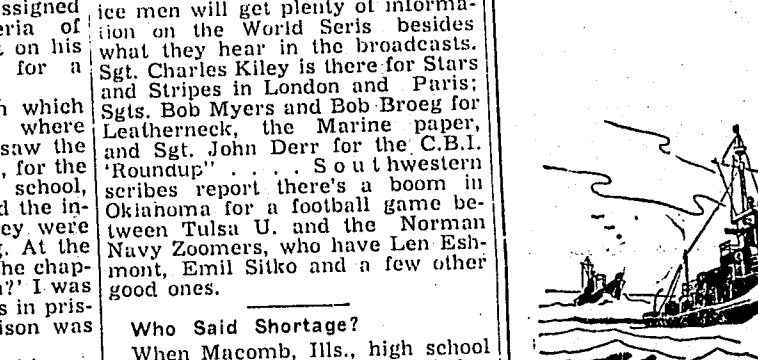 ssigned
eria of
on his
for a
which
where
saw the
, for the
school,
d the in-
ey were
. At the
he chap-
?' I was
s in pris-
ison was
ice men will get plenty of informa-
tion on the World Seris besides
what they hear in the broadcasts.
Sgt. Charles Kiley is there for Stars
and Stripes in London and Paris;
Sgts. Bob Myers and Bob Broeg for
Leatherneck, the Marine paper,
and Sgt. John Derr for the C.B.I.
'Roundup" . . . . Southwestern
scribes report there's a boom in
Oklahoma for a football game be-
tween Tulsa U. and the Norman
Navy Zoomers, who have Len Esh-
mont, Emil Sitko and a few other
good ones.
Who Said Shortage?
When Macomb, Ills., high school